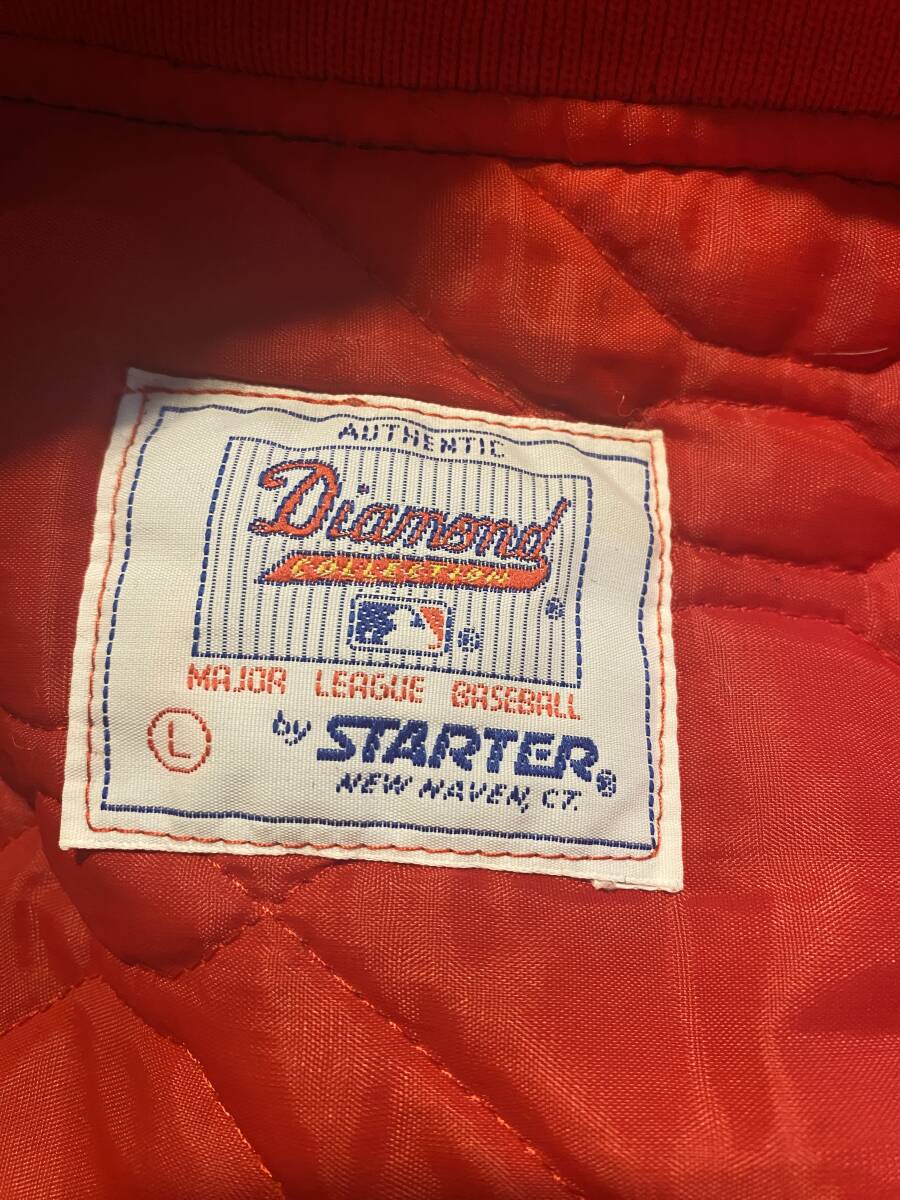 AUTHENTIC
Diamond
COLLECTION
®
®
MAJOR LEAGUE BASEBALL
L
by STARTER®
NEW HAVEN, CT.